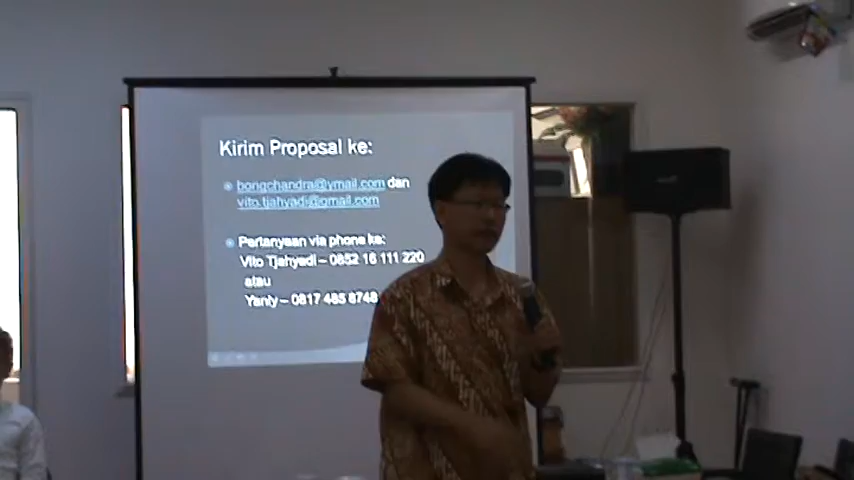 Kirim Proposal ke:
bongchandra@ymail.com dan
vito.tjahyadi@gmail.com
Pertanyaan via phone ke:
Vito Tjahyadi – 0852 16 111 220
atau
Yanly – 0817 485 8748